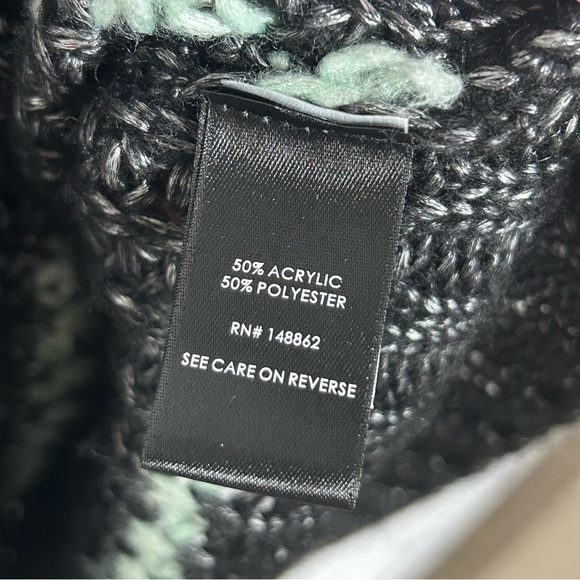 50% ACRYLIC
50% POLYESTER
RN# 148862
SEE CARE ON REVERSE